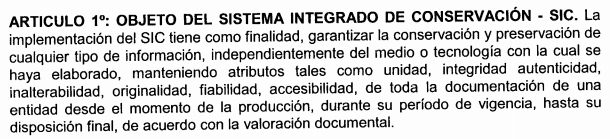 ARTICULO 1º: OBJETO DEL SISTEMA INTEGRADO DE CONSERVACIÓN - SIC. La
implementación del SIC tiene como finalidad, garantizar la conservación y preservación de
cualquier tipo de información, independientemente del medio o tecnología con la cual se
haya elaborado, manteniendo atributos tales como unidad, integridad autenticidad,
inalterabilidad, originalidad, fiabilidad, accesibilidad, de toda la documentación de una
entidad desde el momento de la producción, durante su período de vigencia, hasta su
disposición final, de acuerdo con la valoración documental.